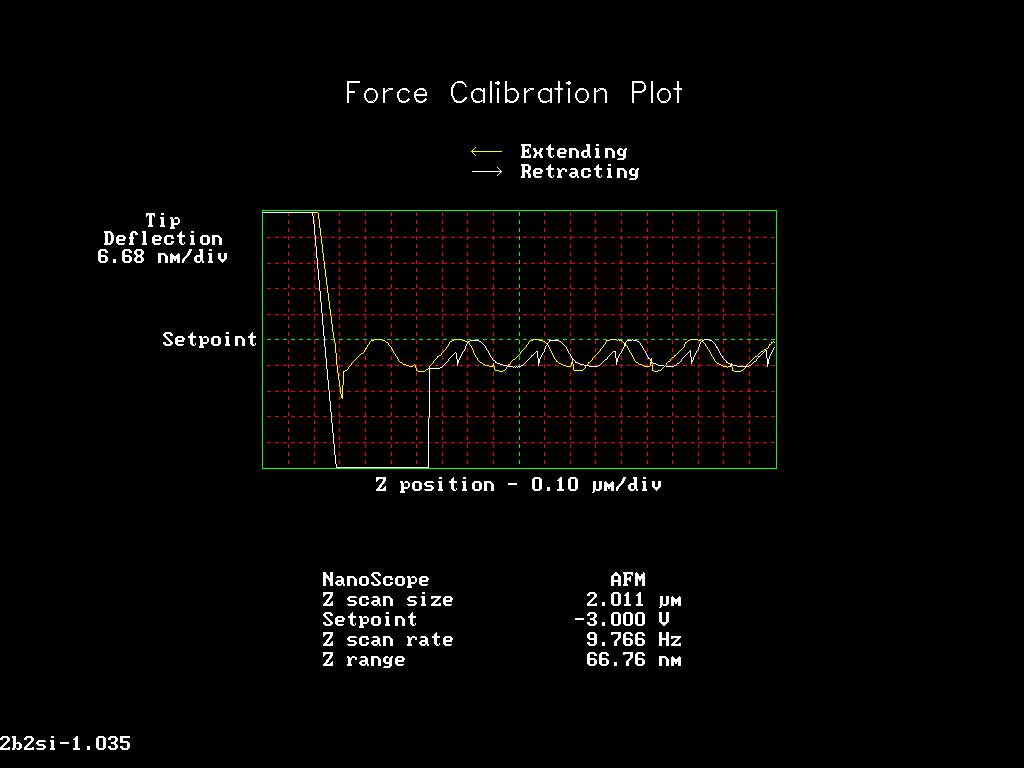 Force Calibration Plot
Extending
Retracting
Tip
Deflection
6.68 nm/div
Setpoint
Z position - 0.10 µm/div
NanoScope AFM
Z scan size 2.011 µm
Setpoint -3.000 V
Z scan rate 9.766 Hz
Z range 66.76 nm
2b2si-1.035